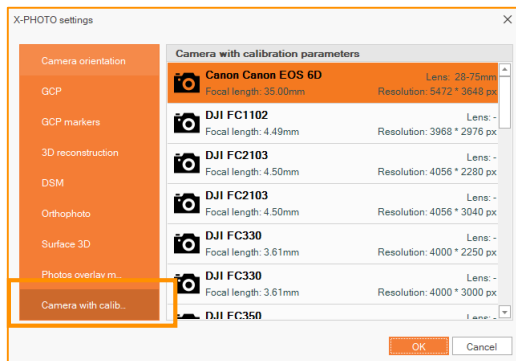 X-PHOTO settings
Camera orientation
GCP
GCP markers
3D reconstruction
DSM
Orthophoto
Surface 3D
Photos overlay m...
Camera with calib...
Camera with calibration parameters
Canon Canon EOS 6D
Lens: 28-75mm
Focal length: 35.00mm
Resolution: 5472 * 3648 px
DJI FC1102
Lens: -
Focal length: 4.49mm
Resolution: 3968 * 2976 px
DJI FC2103
Lens: -
Focal length: 4.50mm
Resolution: 4056 * 2280 px
DJI FC2103
Lens: -
Focal length: 4.50mm
Resolution: 4056 * 3040 px
DJI FC330
Lens: -
Focal length: 3.61mm
Resolution: 4000 * 2250 px
DJI FC330
Lens: -
Focal length: 3.61mm
Resolution: 4000 * 3000 px
DJI FC350
Lens: -
OK
Cancel